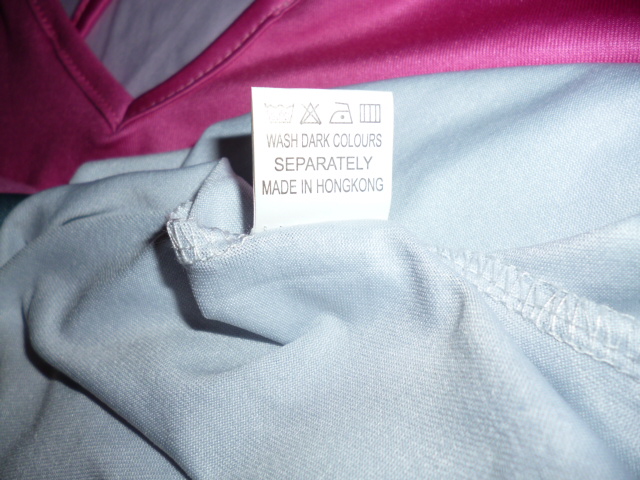 WASH DARK COLOURS
SEPARATELY
MADE IN HONGKONG